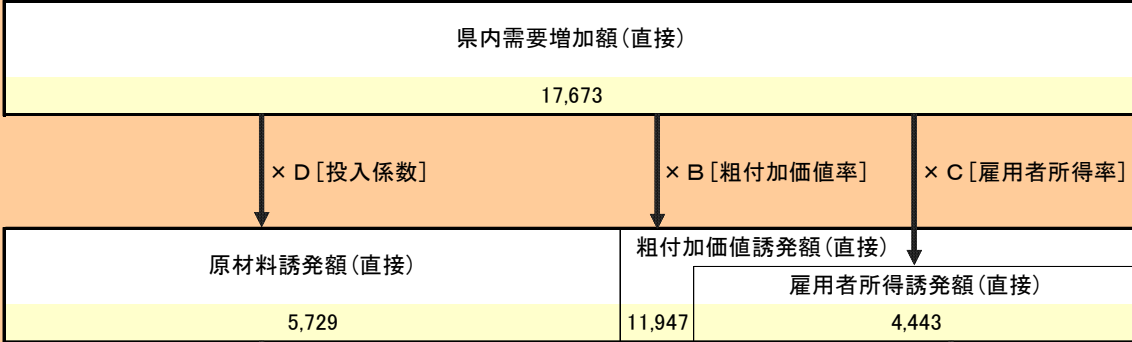 県内需要増加額(直接)
17,673
×D[投入係数]
×B[粗付加価値率]
×C[雇用者所得率]
粗付加価値誘発額(直接)
原材料誘発額(直接)
雇用者所得誘発額(直接)
5,729
11,947
4,443